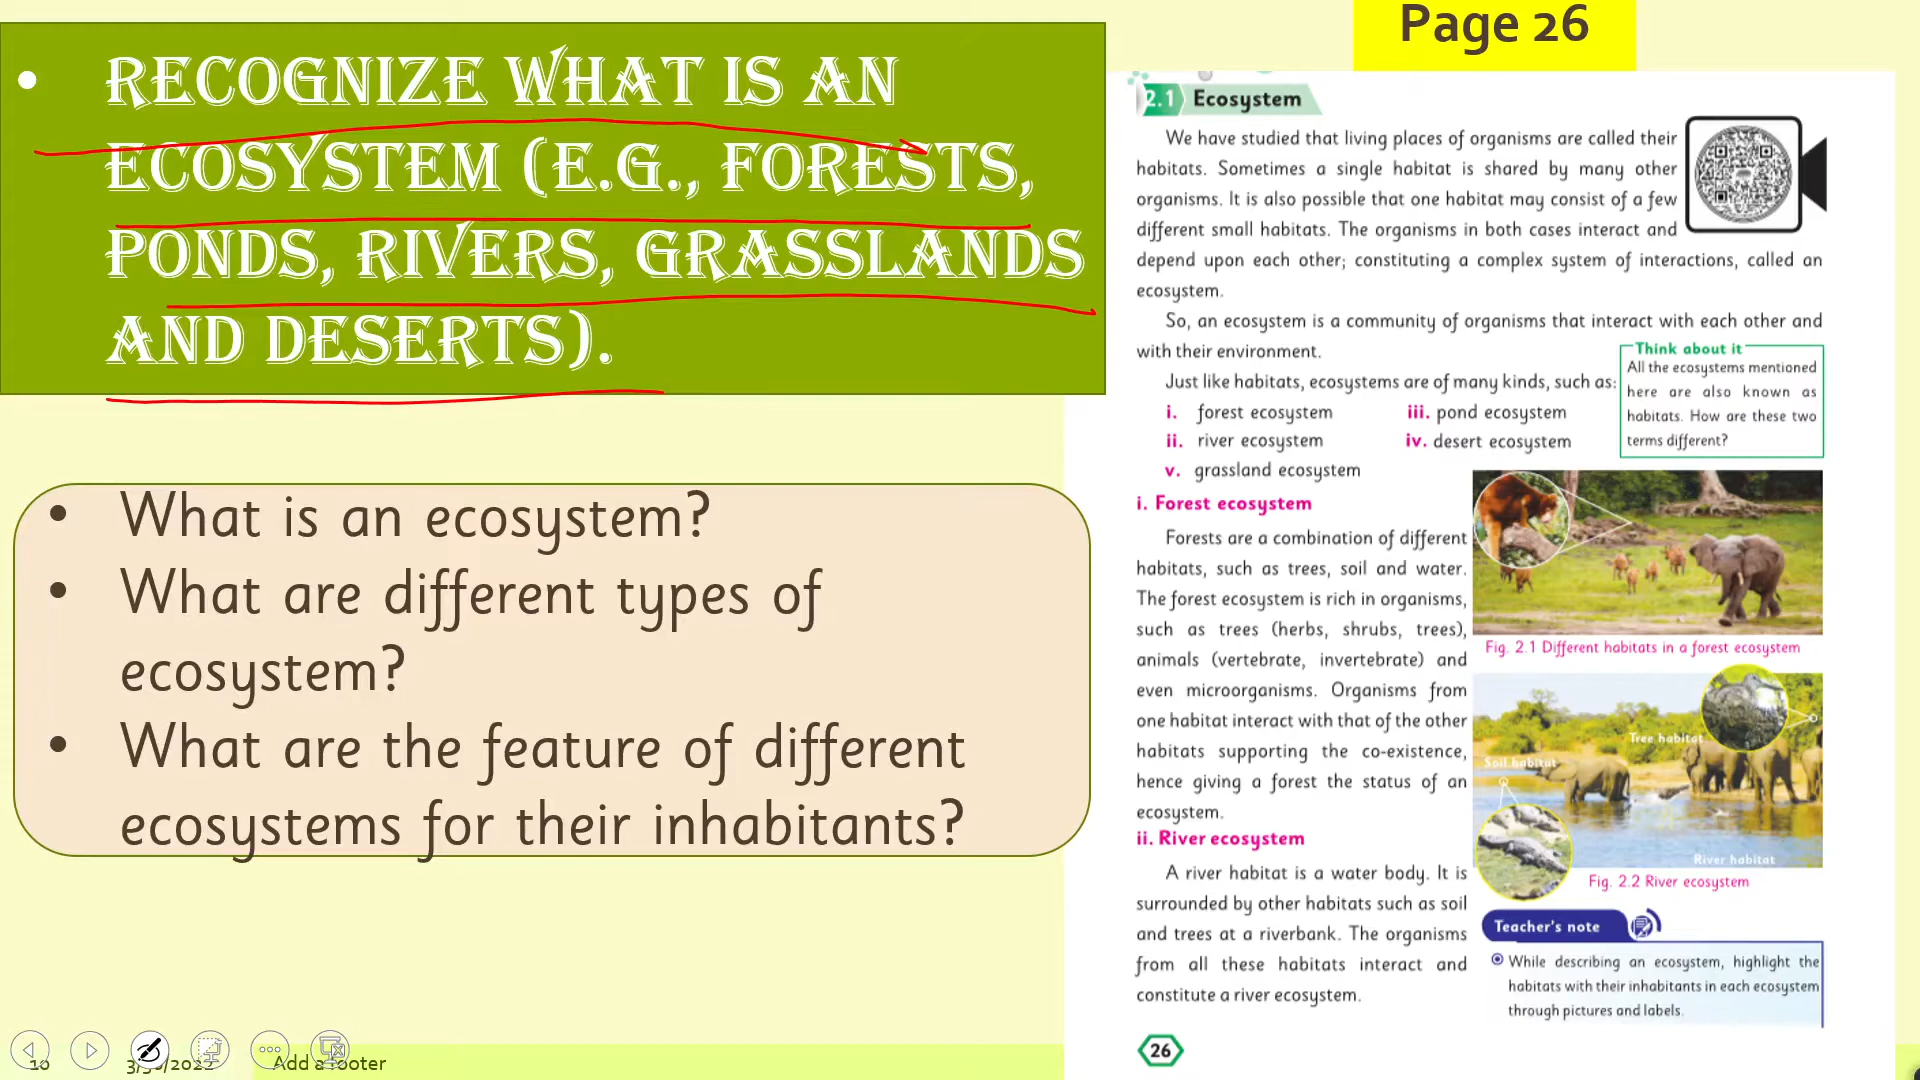 Page 26
• RECOGNIZE WHAT IS AN
ECOSYSTEM (E.G., FORESTS,
PONDS, RIVERS, GRASSLANDS
AND DESERTS).
• What is an ecosystem?
• What are different types of
ecosystem?
• What are the feature of different
ecosystems for their inhabitants?
2.1 Ecosystem
We have studied that living places of organisms are called their
habitats. Sometimes a single habitat is shared by many other
organisms. It is also possible that one habitat may consist of a few
different small habitats. The organisms in both cases interact and
depend upon each other; constituting a complex system of interactions, called an
ecosystem.
So, an ecosystem is a community of organisms that interact with each other and
with their environment.
Just like habitats, ecosystems are of many kinds, such as:
i. forest ecosystem iii. pond ecosystem
ii. river ecosystem iv. desert ecosystem
v. grassland ecosystem
Think about it
All the ecosystems mentioned
here are also known as
habitats. How are these two
terms different?
i. Forest ecosystem
Forests are a combination of different
habitats, such as trees, soil and water.
The forest ecosystem is rich in organisms,
such as trees (herbs, shrubs, trees),
animals (vertebrate, invertebrate) and
even microorganisms. Organisms from
one habitat interact with that of the other
habitats supporting the co-existence,
hence giving a forest the status of an
ecosystem.
Fig. 2.1 Different habitats in a forest ecosystem
ii. River ecosystem
A river habitat is a water body. It is
surrounded by other habitats such as soil
and trees at a riverbank. The organisms
from all these habitats interact and
constitute a river ecosystem.
Tree habitat
Soil habitat
River habitat
Fig. 2.2 River ecosystem
Teacher's note
While describing an ecosystem, highlight the
habitats with their inhabitants in each ecosystem
through pictures and labels.
26
Add a footer